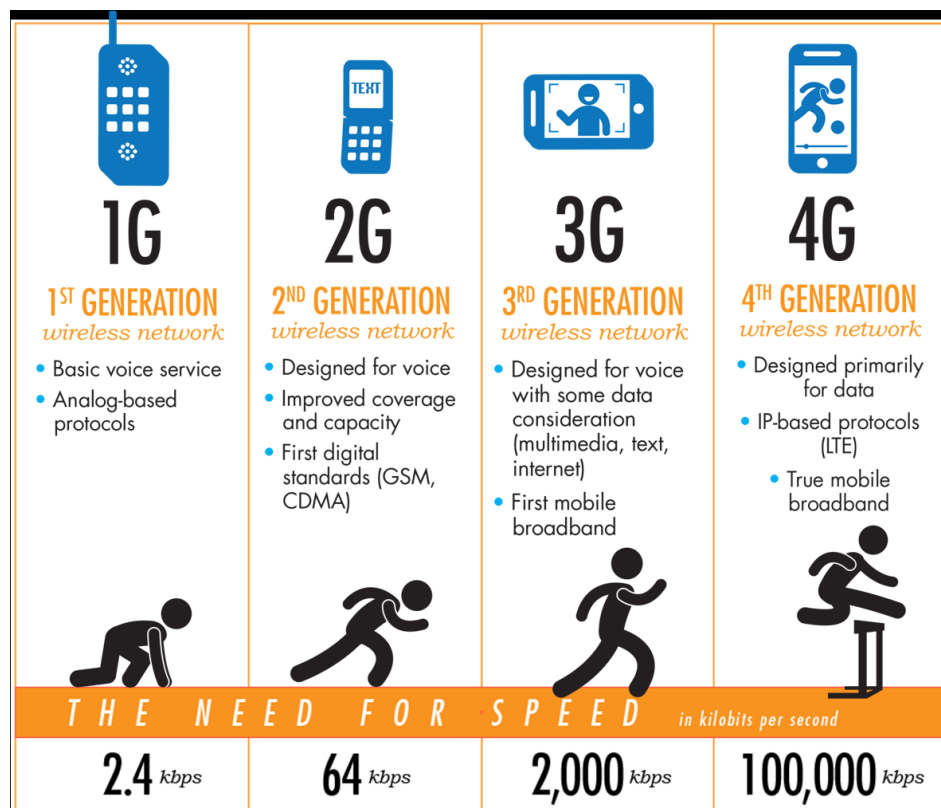 TEXT
1G
1ST GENERATION
wireless network
• Basic voice service
• Analog-based
protocols
2G
2ND GENERATION
wireless network
• Designed for voice
• Improved coverage
and capacity
• First digital
standards (GSM,
CDMA)
3G
3RD GENERATION
wireless network
• Designed for voice
with some data
consideration
(multimedia, text,
internet)
• First mobile
broadband
4G
4TH GENERATION
wireless network
• Designed primarily
for data
• IP-based protocols
(LTE)
• True mobile
broadband
THE NEED FOR SPEED in kilobits per second
2.4 kbps
64 kbps
2,000 kbps
100,000 kbps